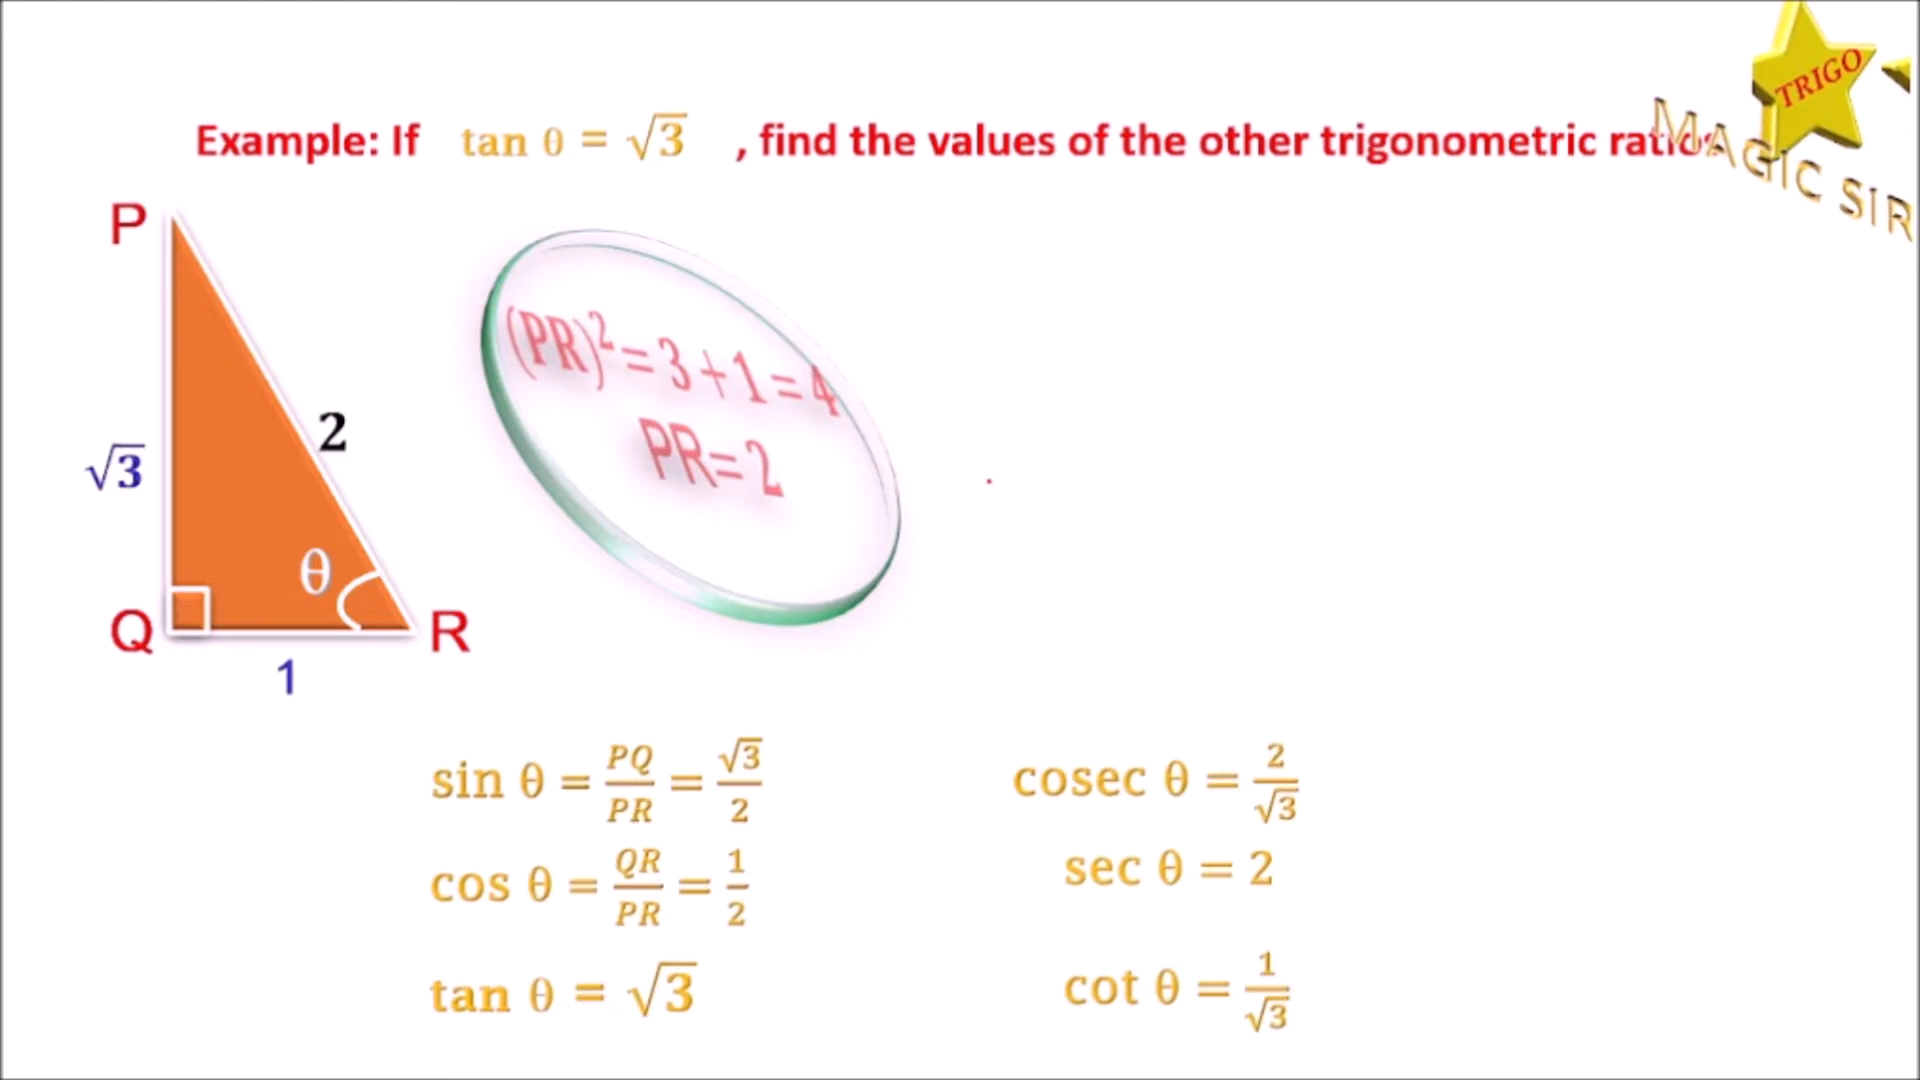 TRIGO
MAGIC SIR
Example: If tan θ = √3 , find the values of the other trigonometric ratios
P
(PR)² = 3 + 1 = 4
PR = 2
2
√3
θ
Q
R
1
sin θ = PQ/PR = √3/2
cosec θ = 2/√3
cos θ = QR/PR = 1/2
sec θ = 2
tan θ = √3
cot θ = 1/√3